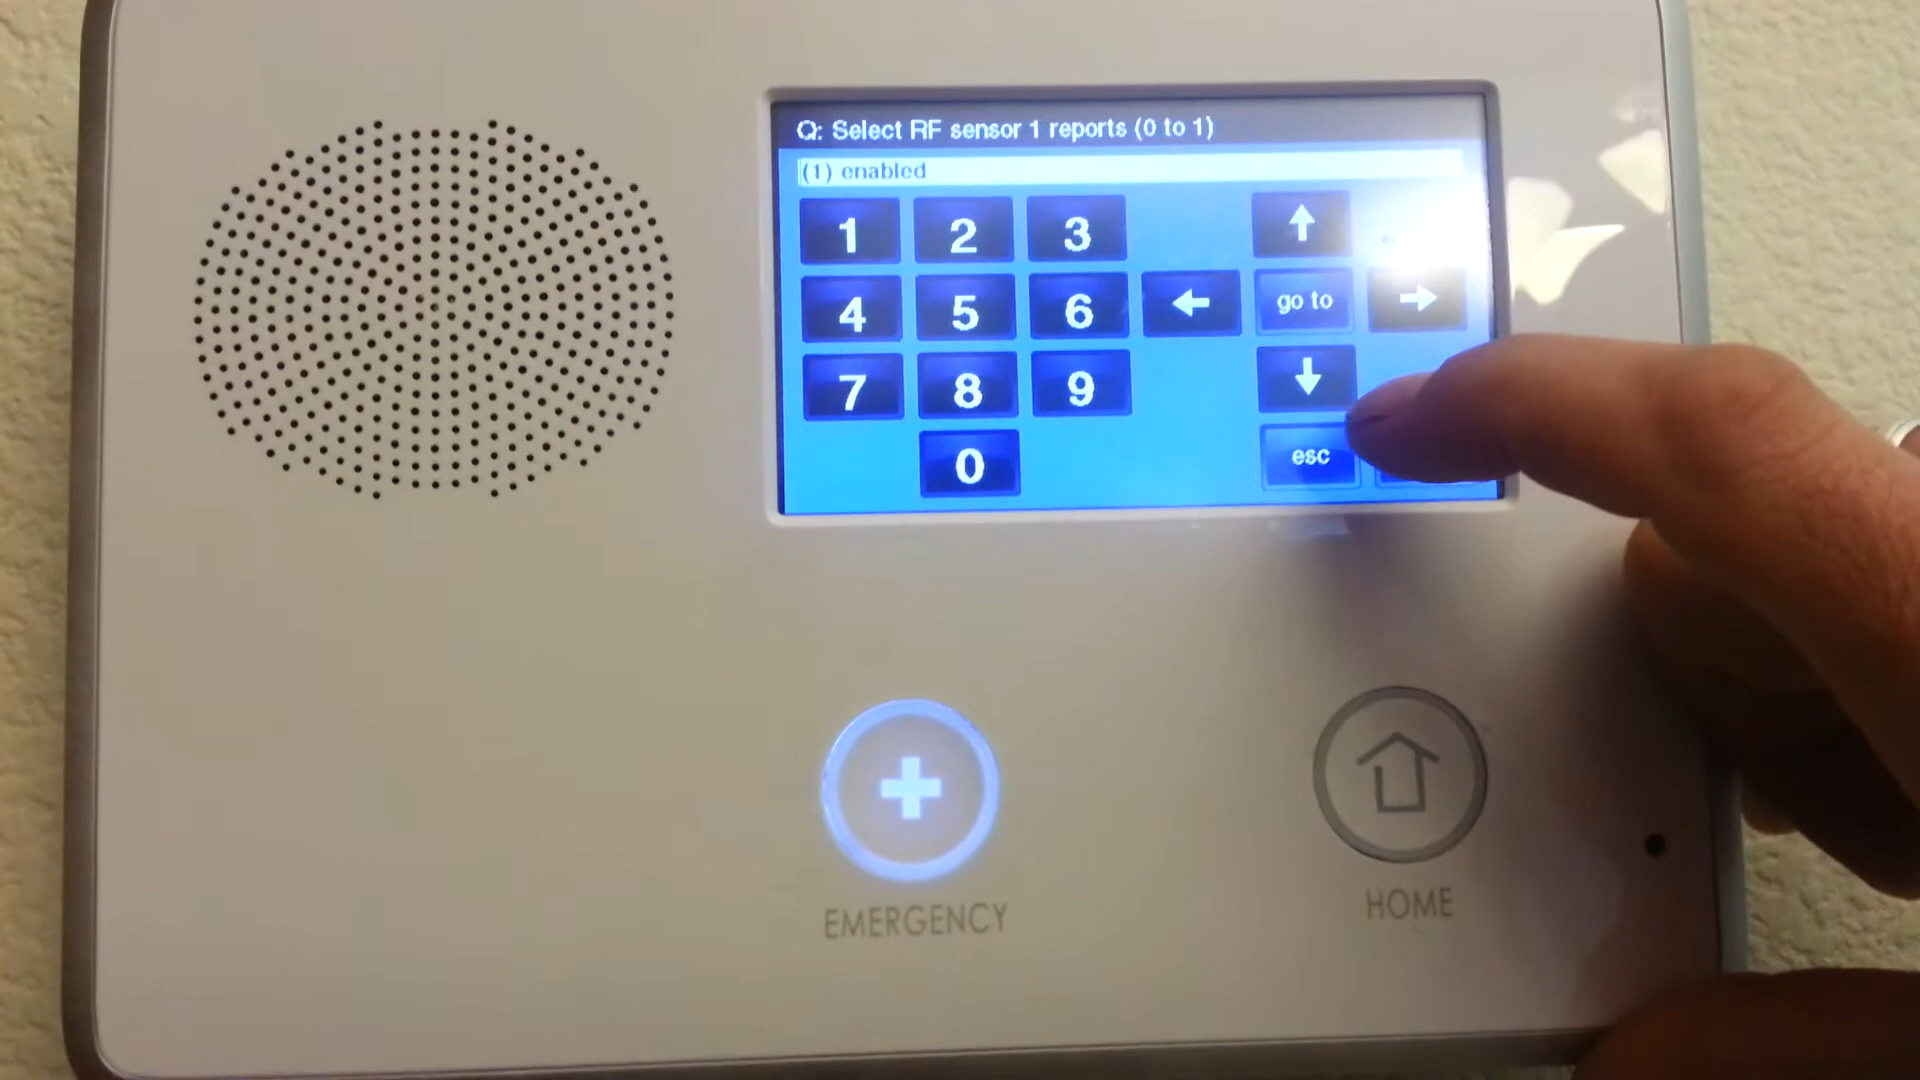 Q: Select RF sensor 1 reports (0 to 1)
(1) enabled
1 2 3
4 5 6 go to
7 8 9
0 esc
EMERGENCY
HOME